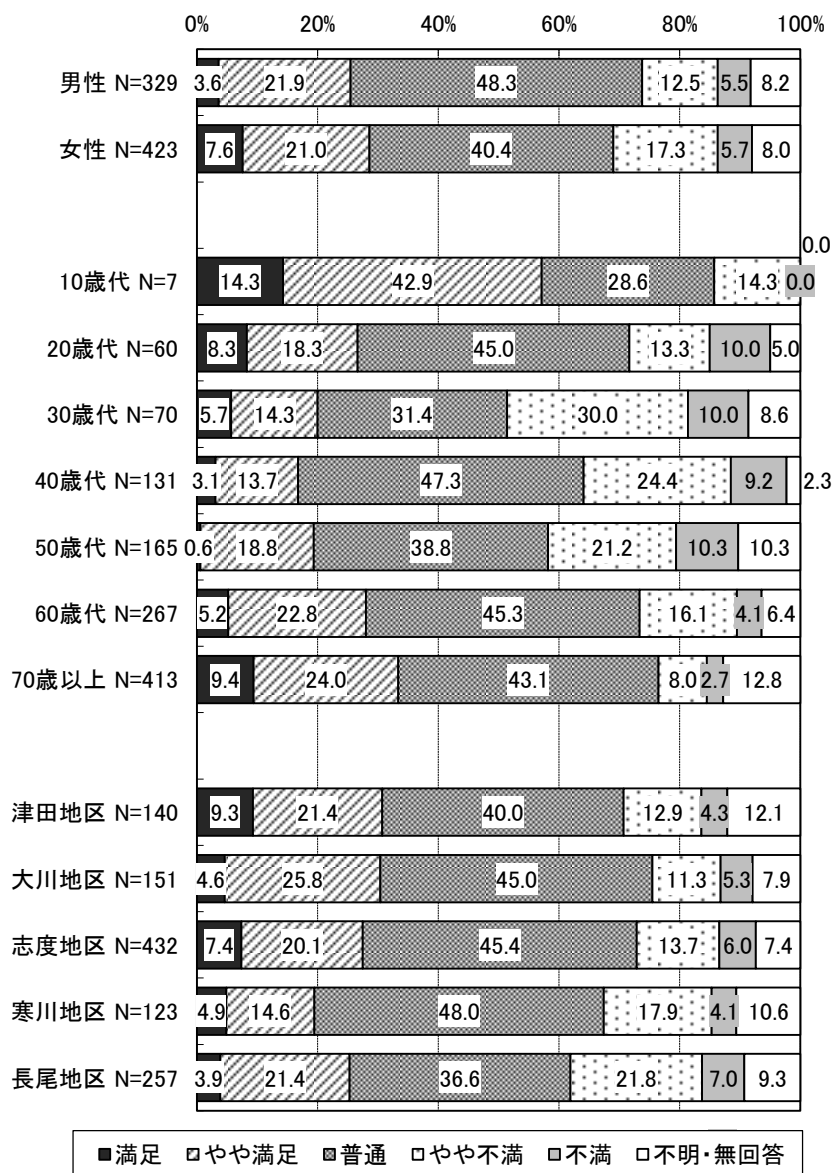 0% 20% 40% 60% 80% 100%
男性 N=329 3.6 21.9 48.3 12.5 5.5 8.2
女性 N=423 7.6 21.0 40.4 17.3 5.7 8.0
0.0
10歳代 N=7 14.3 42.9 28.6 14.3 0.0
20歳代 N=60 8.3 18.3 45.0 13.3 10.0 5.0
30歳代 N=70 5.7 14.3 31.4 30.0 10.0 8.6
40歳代 N=131 3.1 13.7 47.3 24.4 9.2 2.3
50歳代 N=165 0.6 18.8 38.8 21.2 10.3 10.3
60歳代 N=267 5.2 22.8 45.3 16.1 4.1 6.4
70歳以上 N=413 9.4 24.0 43.1 8.0 2.7 12.8
津田地区 N=140 9.3 21.4 40.0 12.9 4.3 12.1
大川地区 N=151 4.6 25.8 45.0 11.3 5.3 7.9
志度地区 N=432 7.4 20.1 45.4 13.7 6.0 7.4
寒川地区 N=123 4.9 14.6 48.0 17.9 4.1 10.6
長尾地区 N=257 3.9 21.4 36.6 21.8 7.0 9.3
満足 やや満足 普通 やや不満 不満 不明・無回答